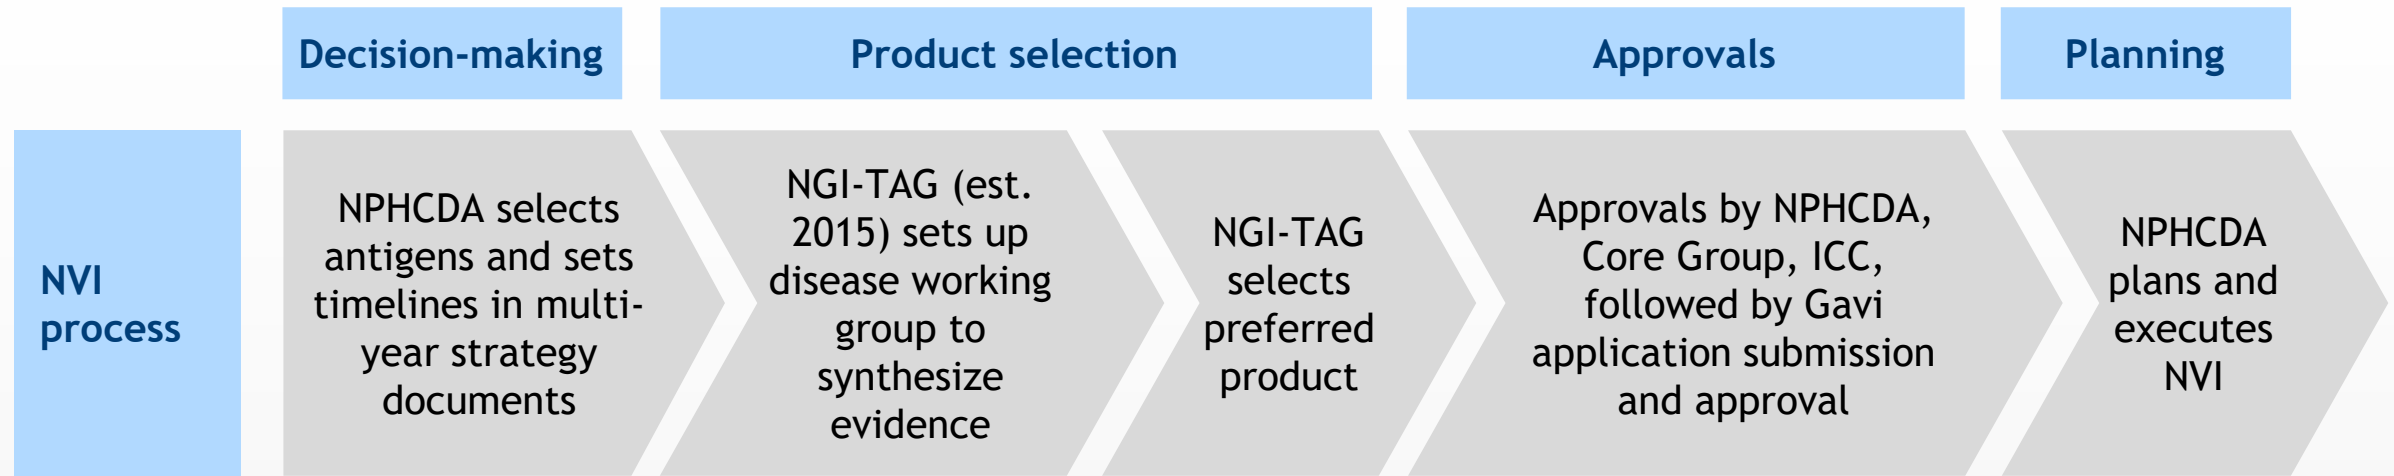 Decision-making
Product selection
Approvals
Planning
NVI
process
NPHCDA selects
antigens and sets
timelines in multi-
year strategy
documents
NGI-TAG (est.
2015) sets up
disease working
group to
synthesize
evidence
NGI-TAG
selects
preferred
product
Approvals by NPHCDA,
Core Group, ICC,
followed by Gavi
application submission
and approval
NPHCDA
plans and
executes
NVI